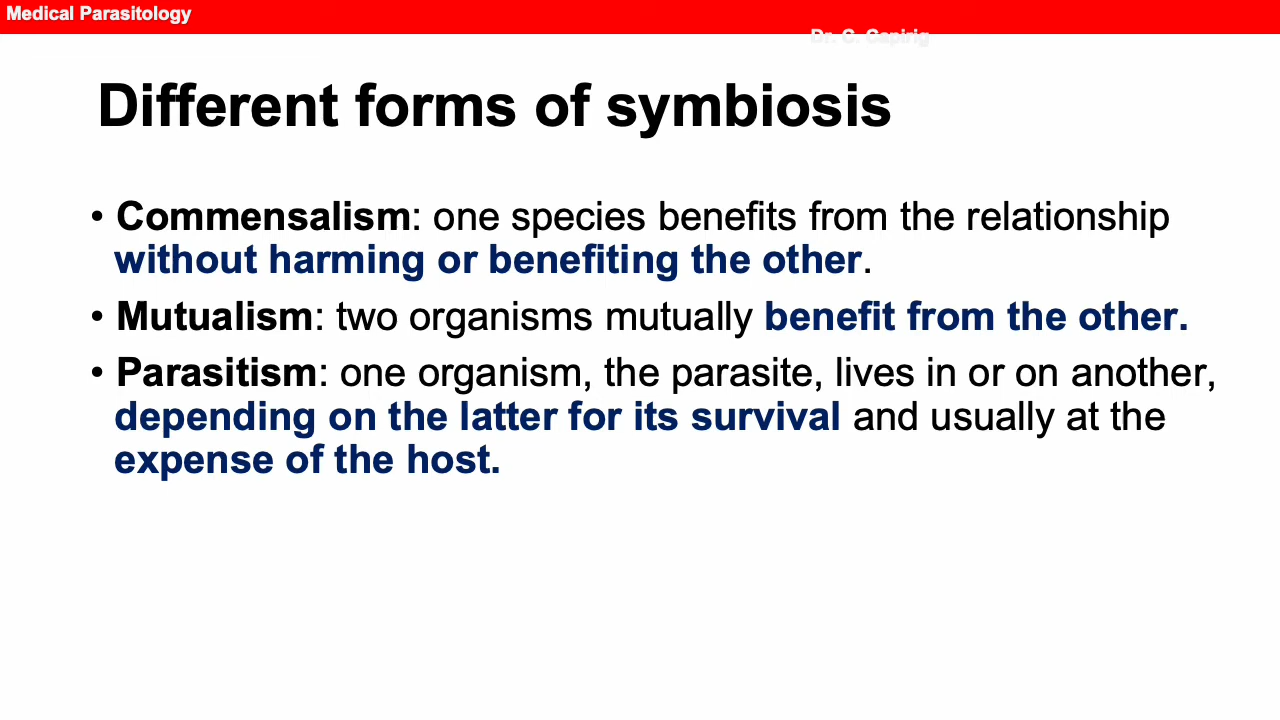 Medical Parasitology
Dr. C. Capirig
Different forms of symbiosis
• Commensalism: one species benefits from the relationship
without harming or benefiting the other.
• Mutualism: two organisms mutually benefit from the other.
• Parasitism: one organism, the parasite, lives in or on another,
depending on the latter for its survival and usually at the
expense of the host.